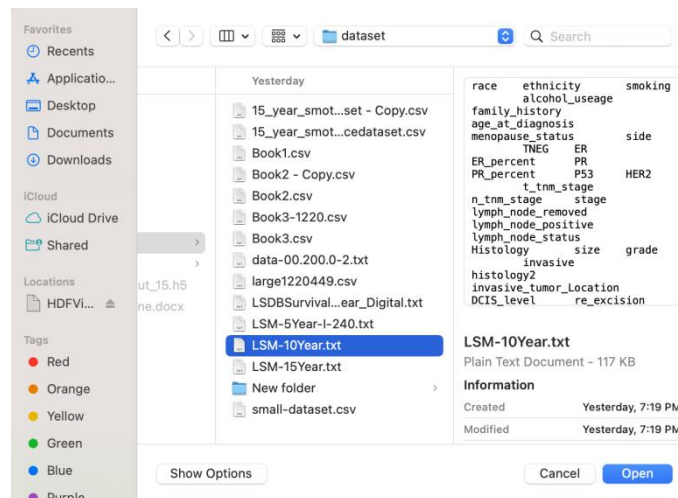 Favorites
Recents
Applicatio...
Desktop
Documents
Downloads
iCloud
iCloud Drive
Shared
Locations
HDFVi...
Tags
Red
Orange
Yellow
Green
Blue
Purple
dataset
Search
ut_15.h5
ne.docx
Yesterday
15_year_smot...set - Copy.csv
15_year_smot...cedataset.csv
Book1.csv
Book2 - Copy.csv
Book2.csv
Book3-1220.csv
Book3.csv
data-00.200.0-2.txt
large1220449.csv
LSDBSurvival...ear_Digital.txt
LSM-5Year-I-240.txt
LSM-10Year.txt
LSM-15Year.txt
New folder
small-dataset.csv
race ethnicity smoking
alcohol_useage
family_history
age_at_diagnosis
menopause_status side
TNEG ER
ER_percent PR
PR_percent P53 HER2
t_tnm_stage
n_tnm_stage stage
lymph_node_removed
lymph_node_positive
lymph_node_status
Histology size grade
invasive
histology2
invasive_tumor_Location
DCIS_level re_excision
LSM-10Year.txt
Plain Text Document - 117 KB
Information
Created Yesterday, 7:19 PM
Modified Yesterday, 7:19 PM
Show Options
Cancel
Open